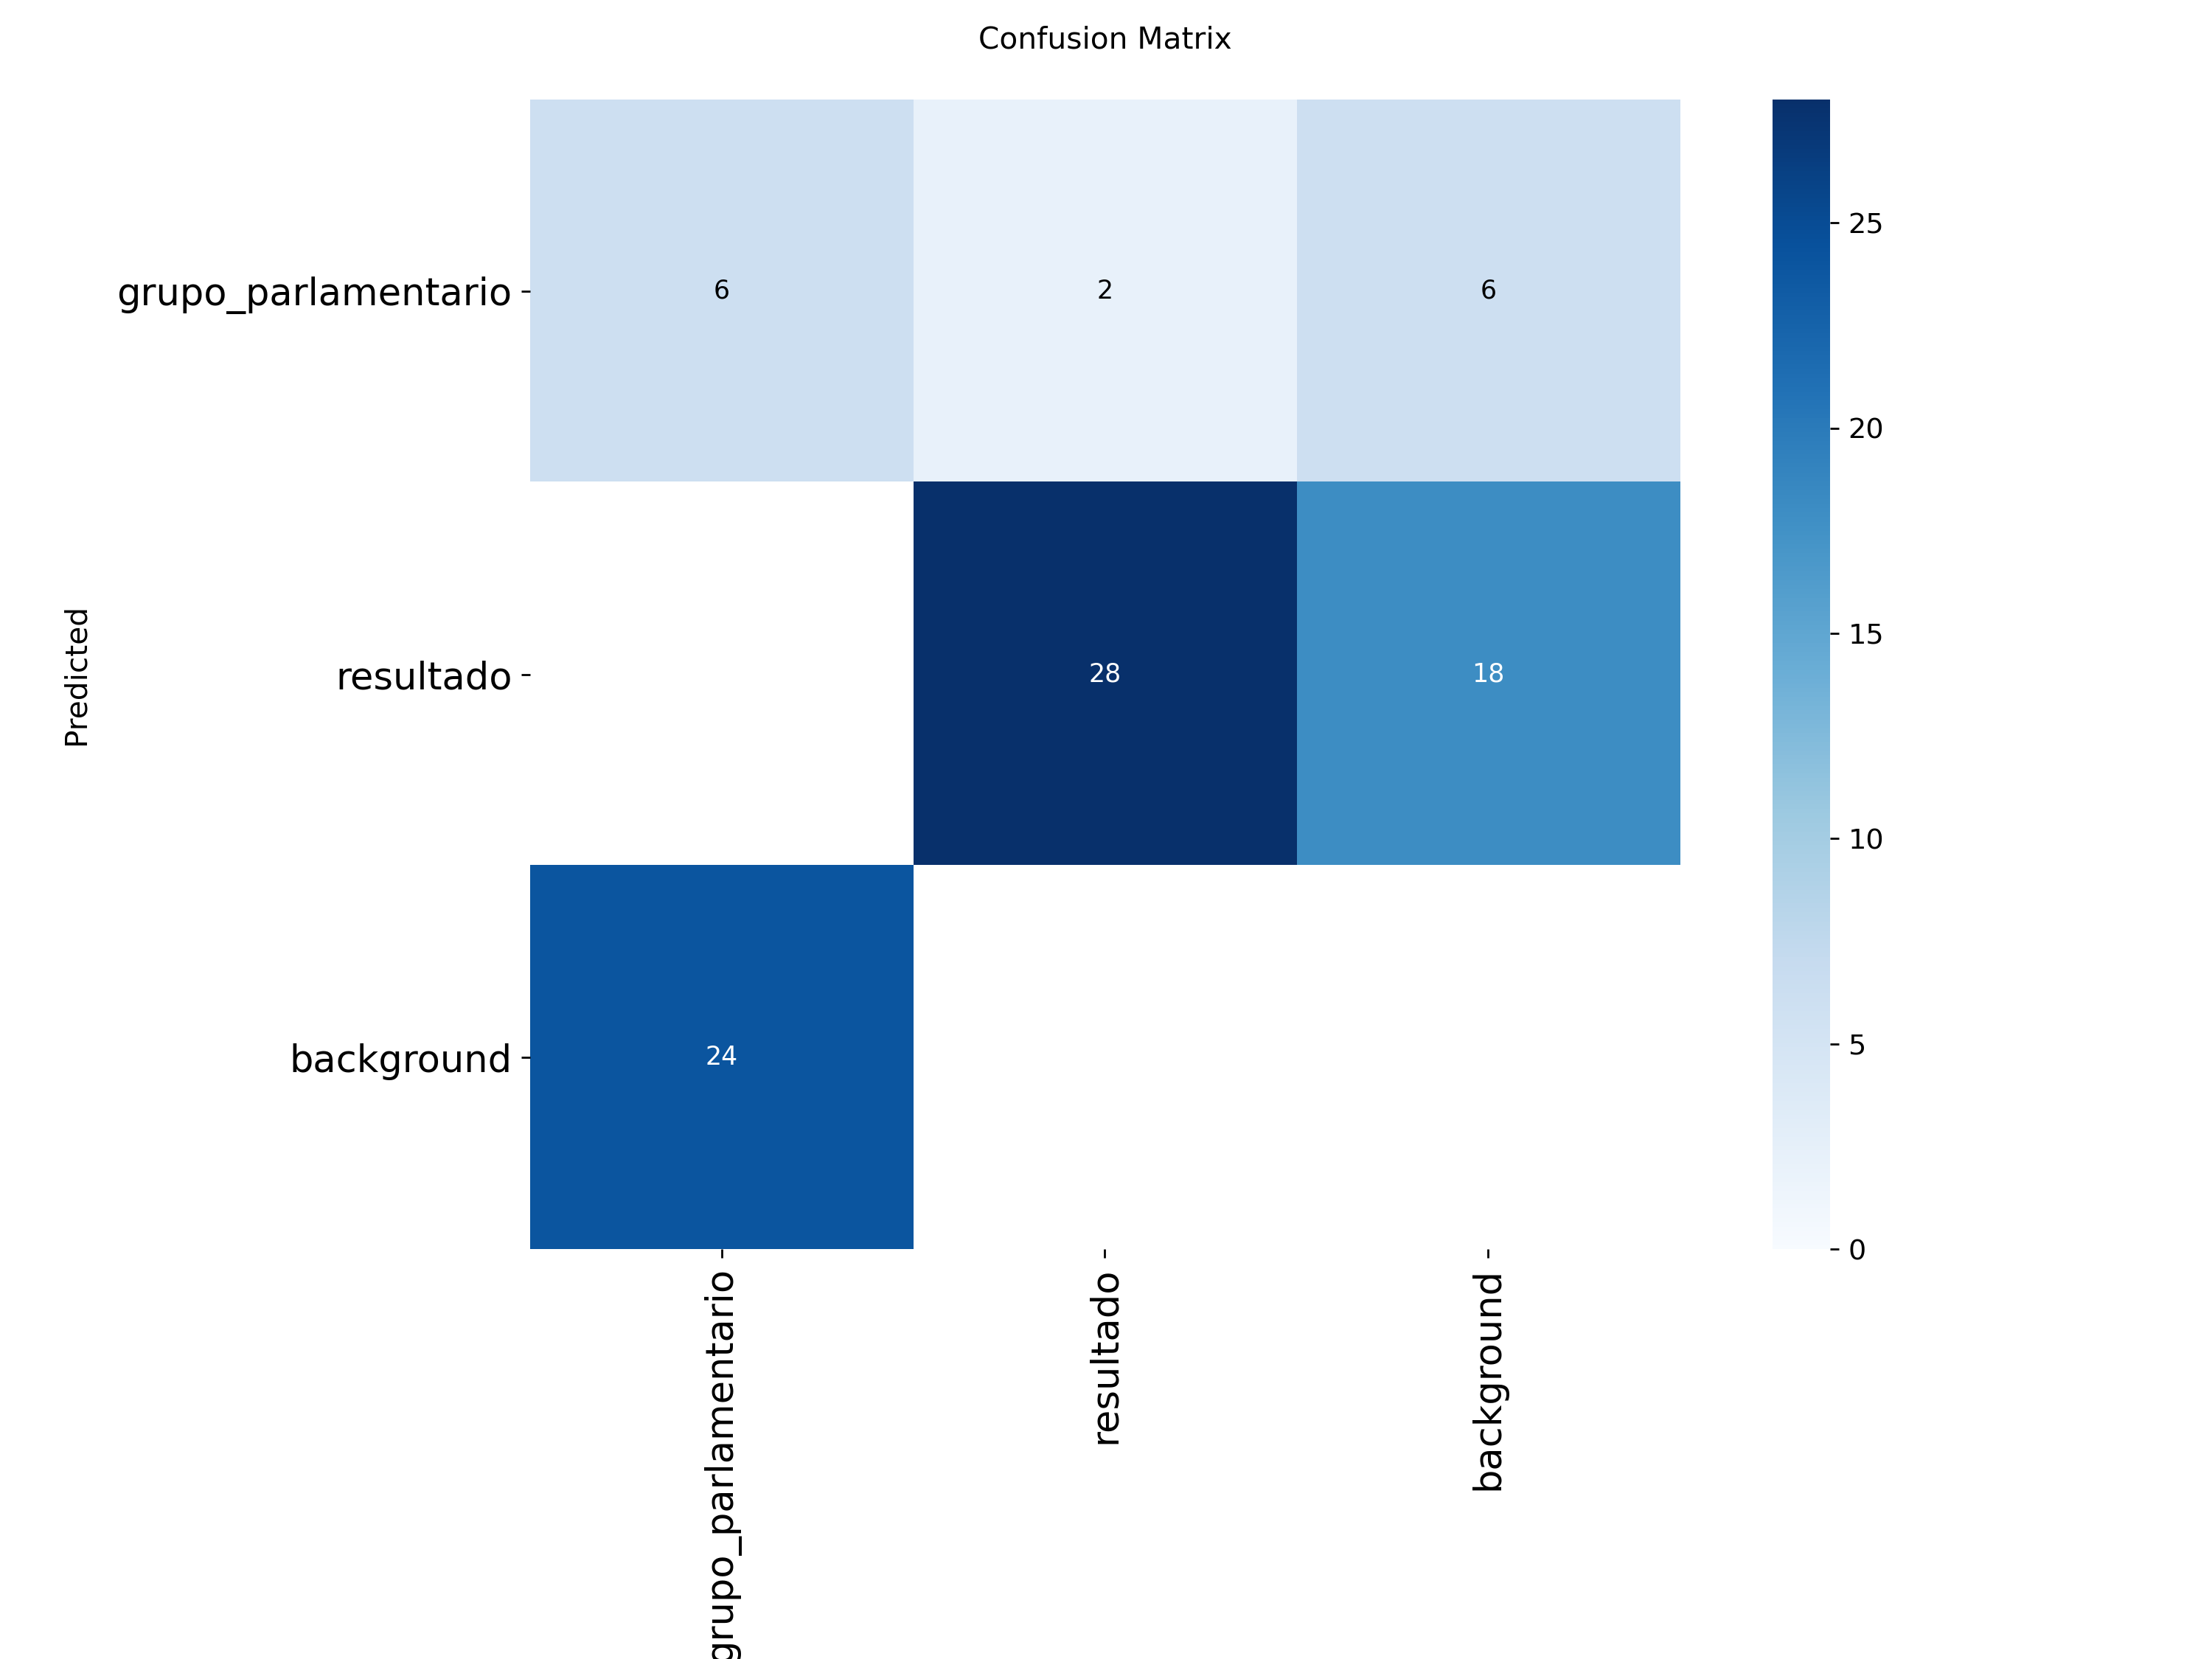 Confusion Matrix
grupo_parlamentario
6
2
6
25
20
15
10
5
0
Predicted
resultado
28
18
background
24
grupo_parlamentario
resultado
background